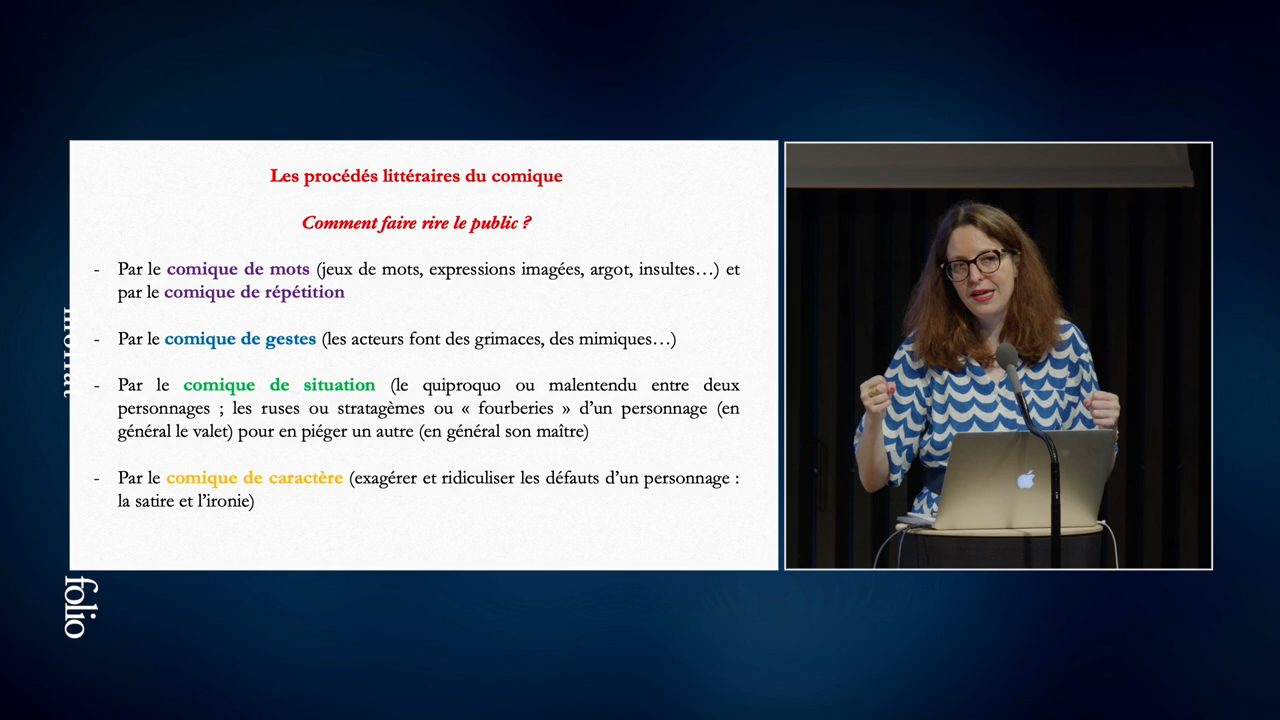 Les procédés littéraires du comique
Comment faire rire le public ?
- Par le comique de mots (jeux de mots, expressions imagées, argot, insultes…) et
par le comique de répétition
- Par le comique de gestes (les acteurs font des grimaces, des mimiques…)
- Par le comique de situation (le quiproquo ou malentendu entre deux
personnages ; les ruses ou stratagèmes ou « fourberies » d’un personnage (en
général le valet) pour en piéger un autre (en général son maître)
- Par le comique de caractère (exagérer et ridiculiser les défauts d’un personnage :
la satire et l’ironie)
folio